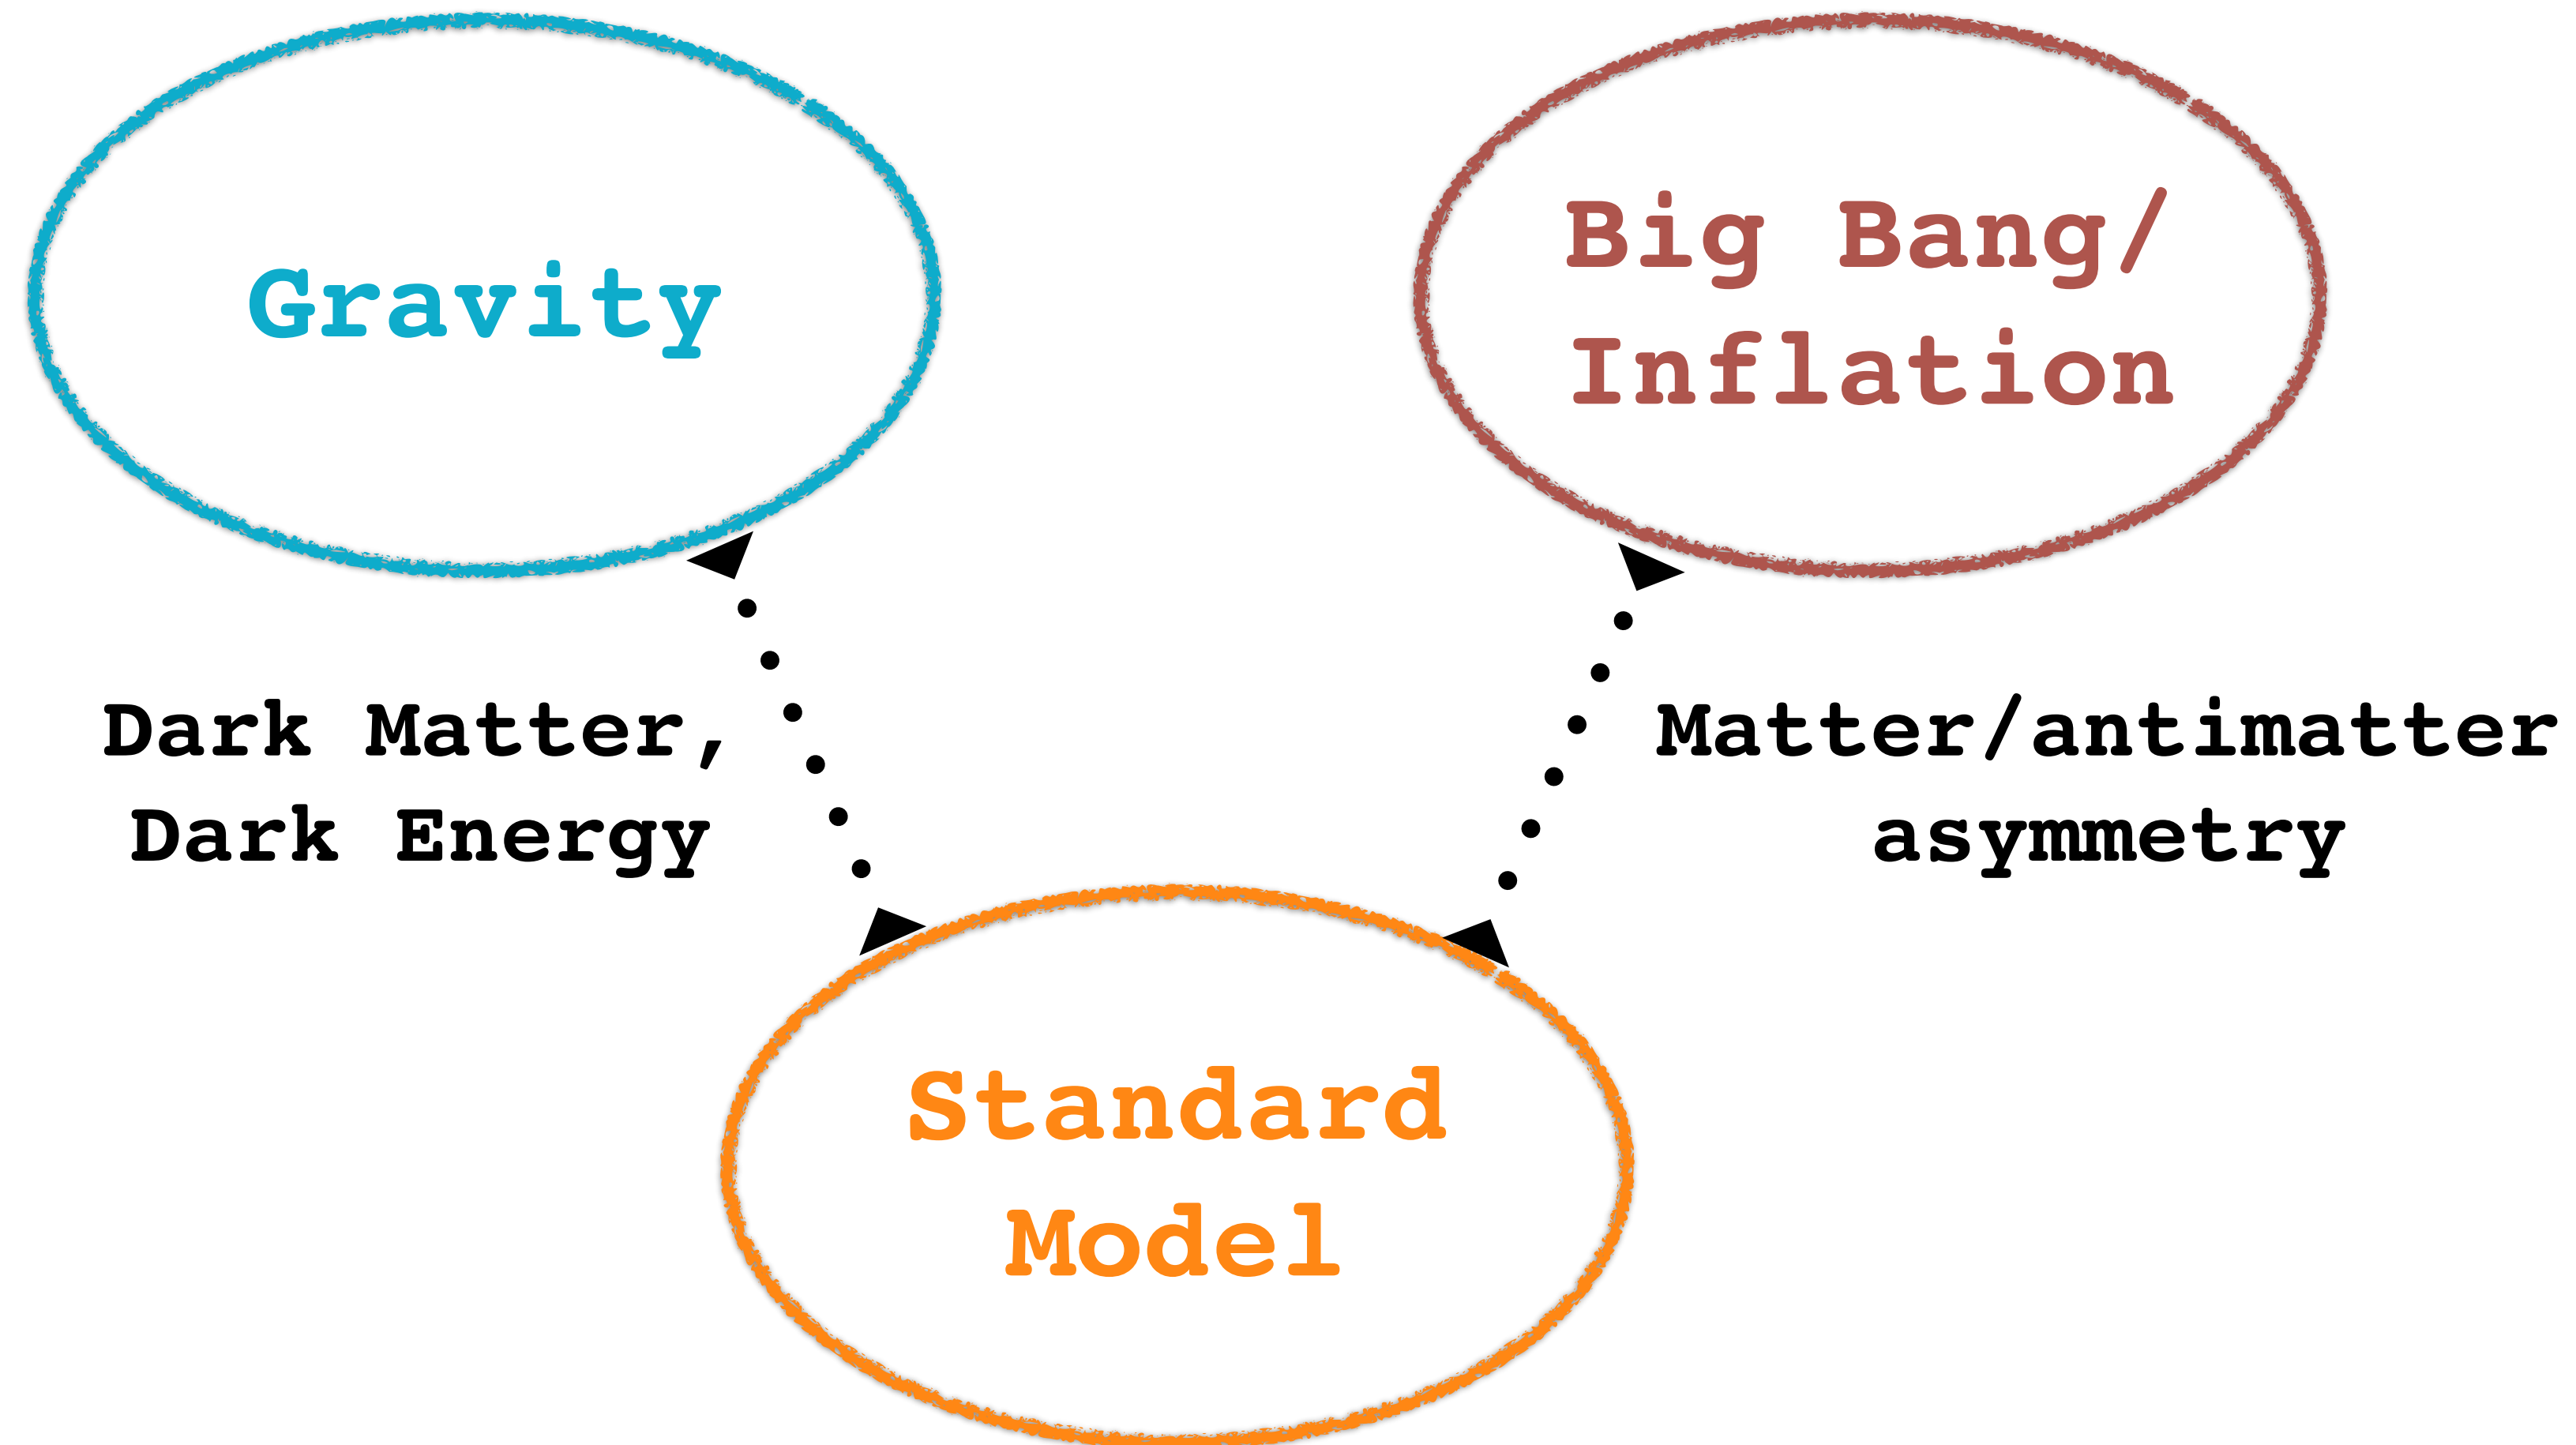 Gravity
Big Bang/
Inflation
Dark Matter,
Dark Energy
Matter/antimatter
asymmetry
Standard
Model